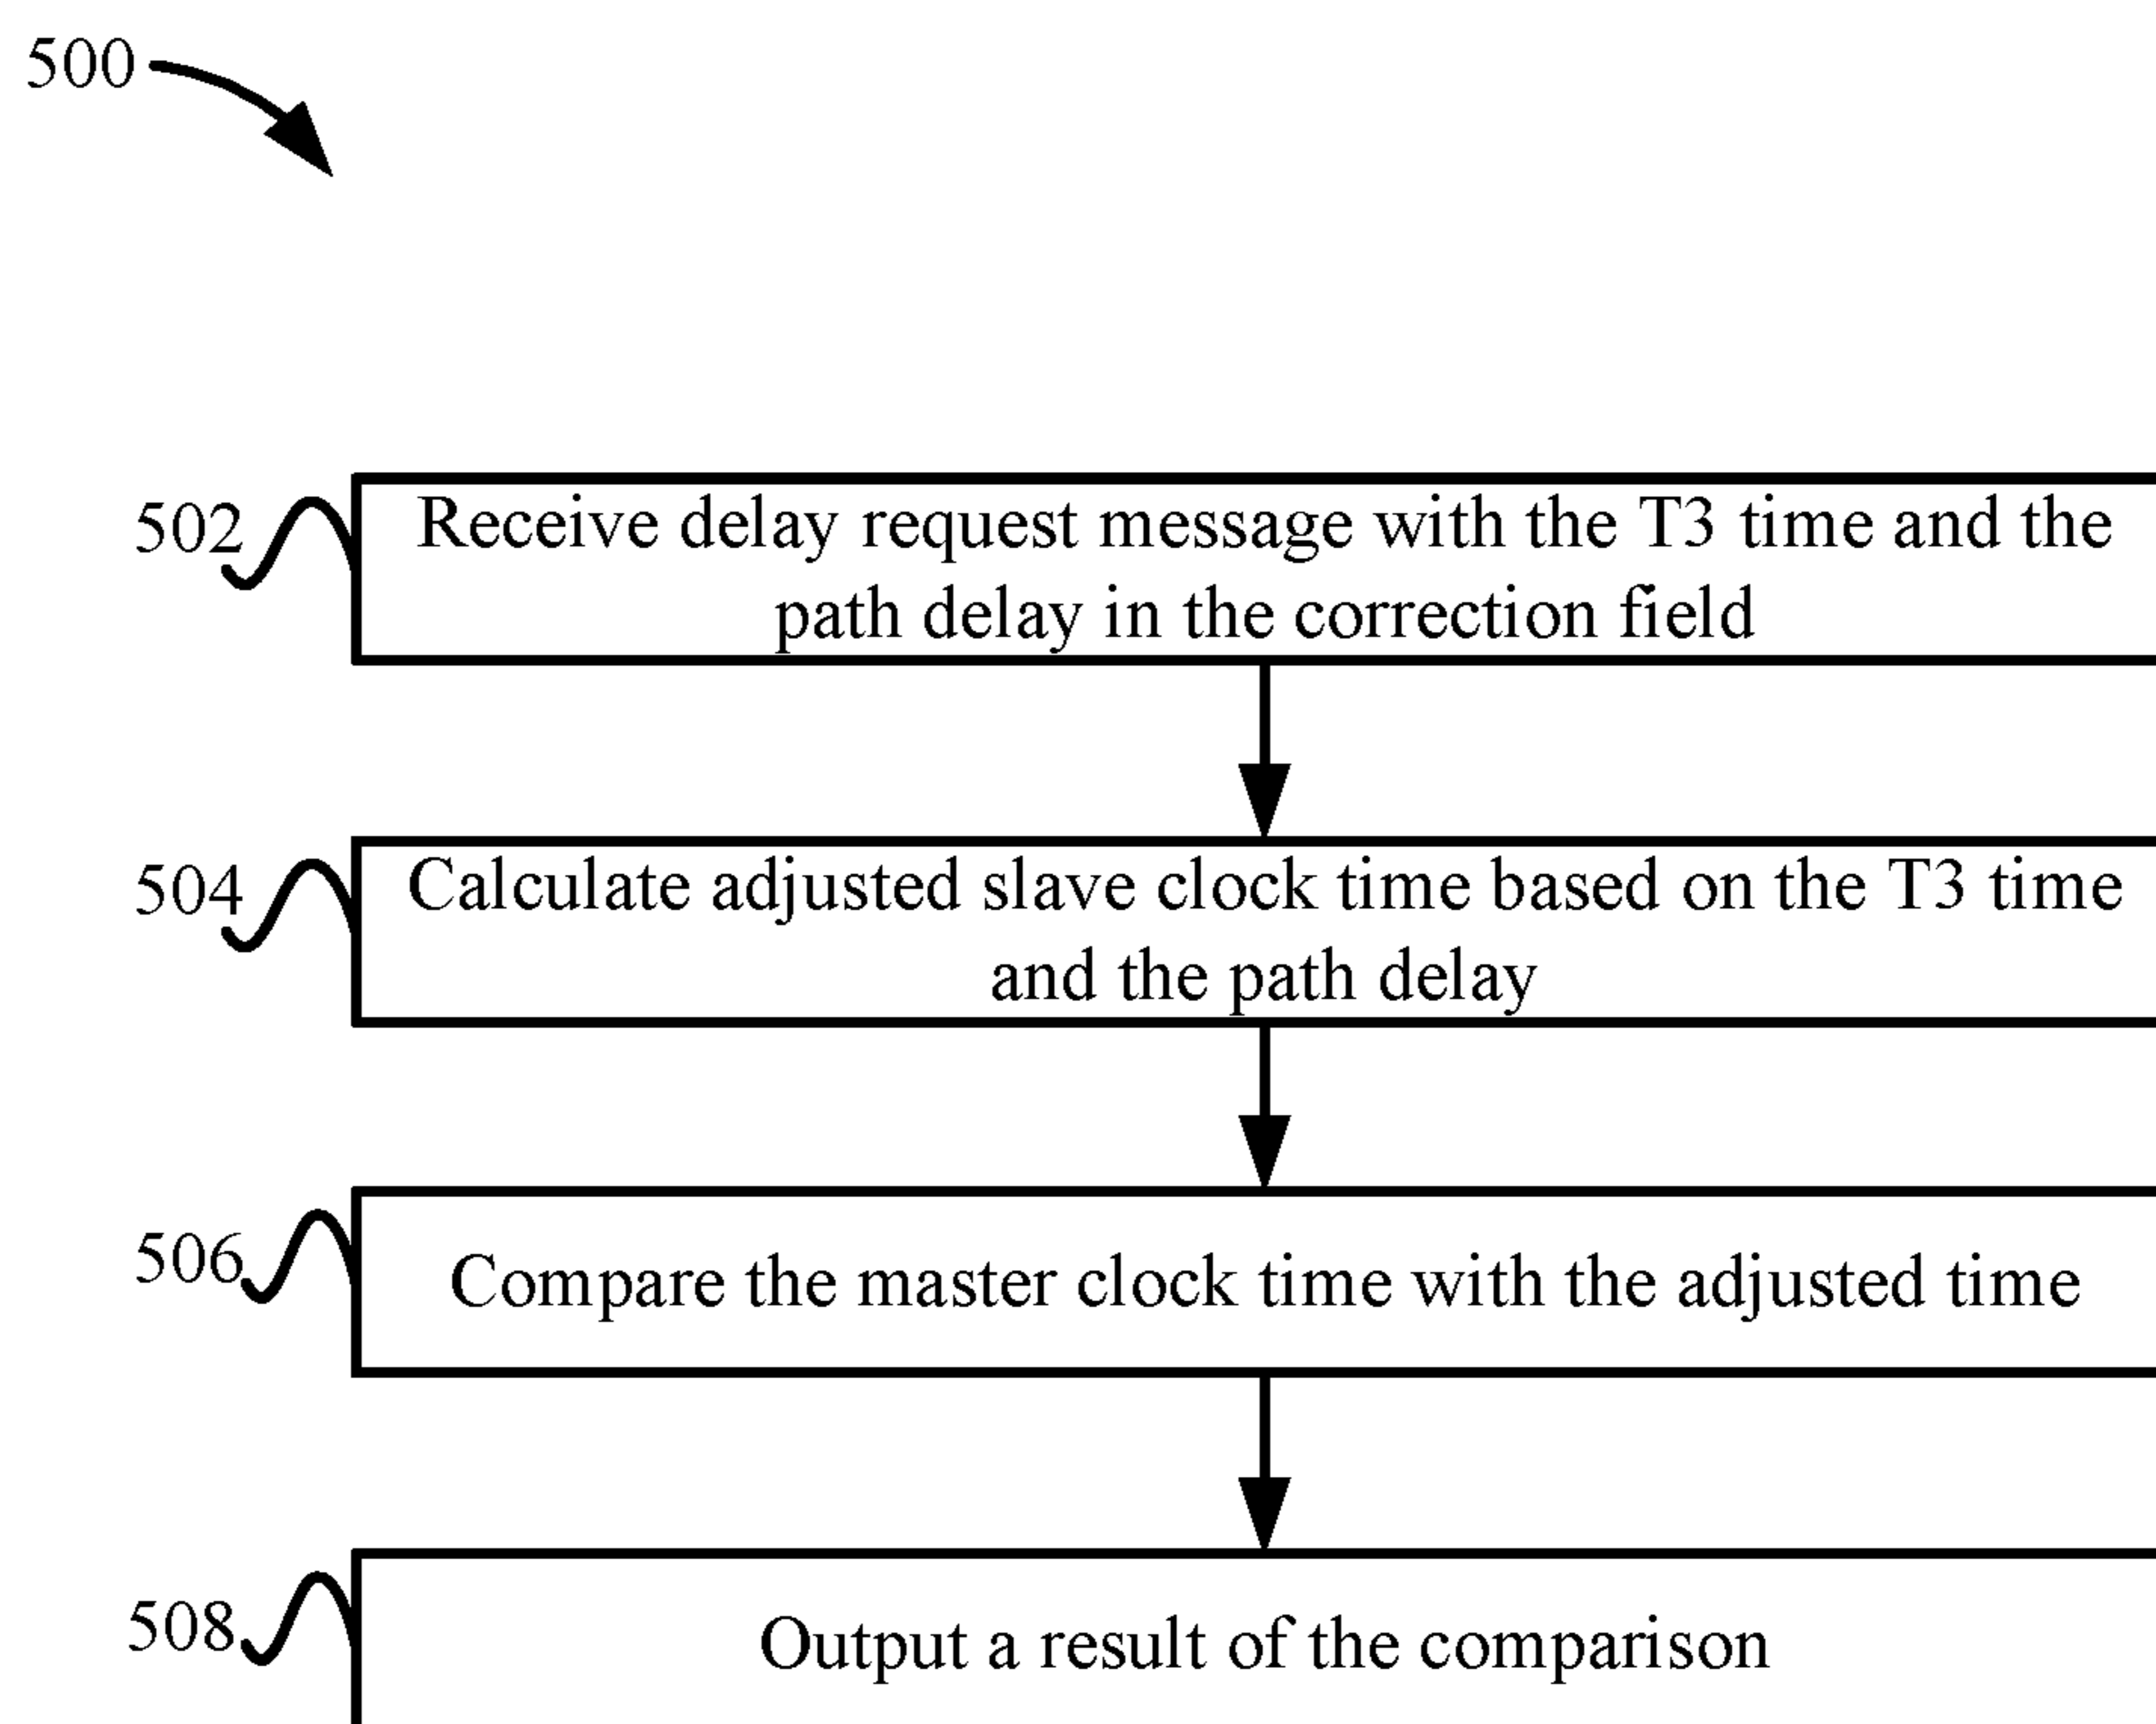 500
502
Receive delay request message with the T3 time and the
path delay in the correction field
504
Calculate adjusted slave clock time based on the T3 time
and the path delay
506
Compare the master clock time with the adjusted time
508
Output a result of the comparison